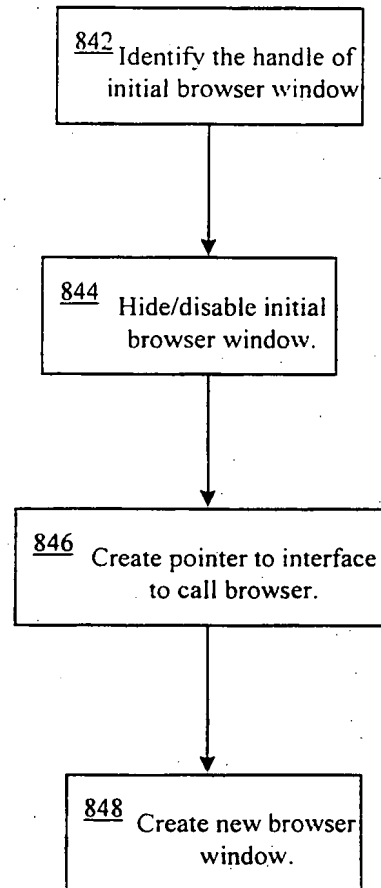 842 Identify the handle of
initial browser window
844 Hide/disable initial
browser window.
846 Create pointer to interface
to call browser.
848 Create new browser
window.